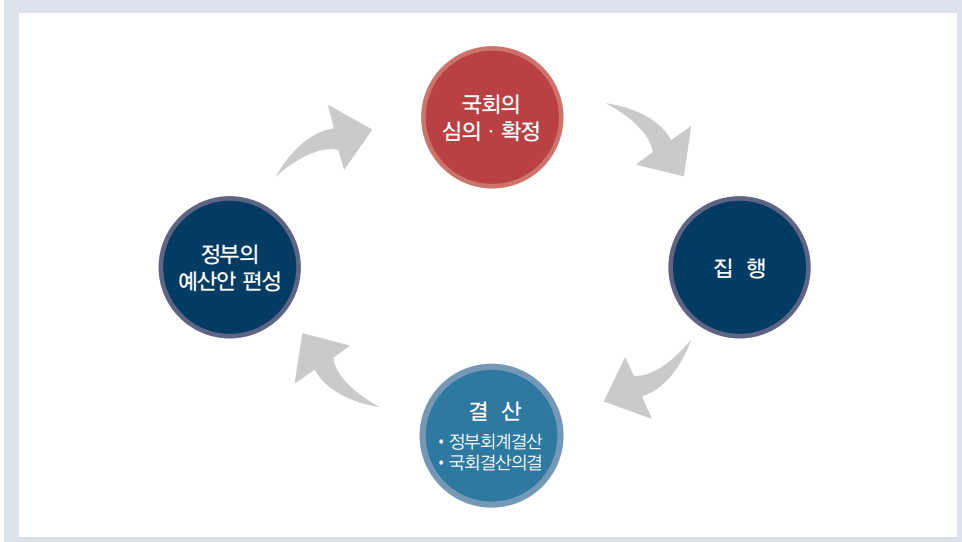 국회의
심의 · 확정
정부의
예산안 편성
집 행
결 산
• 정부회계결산
• 국회결산의결